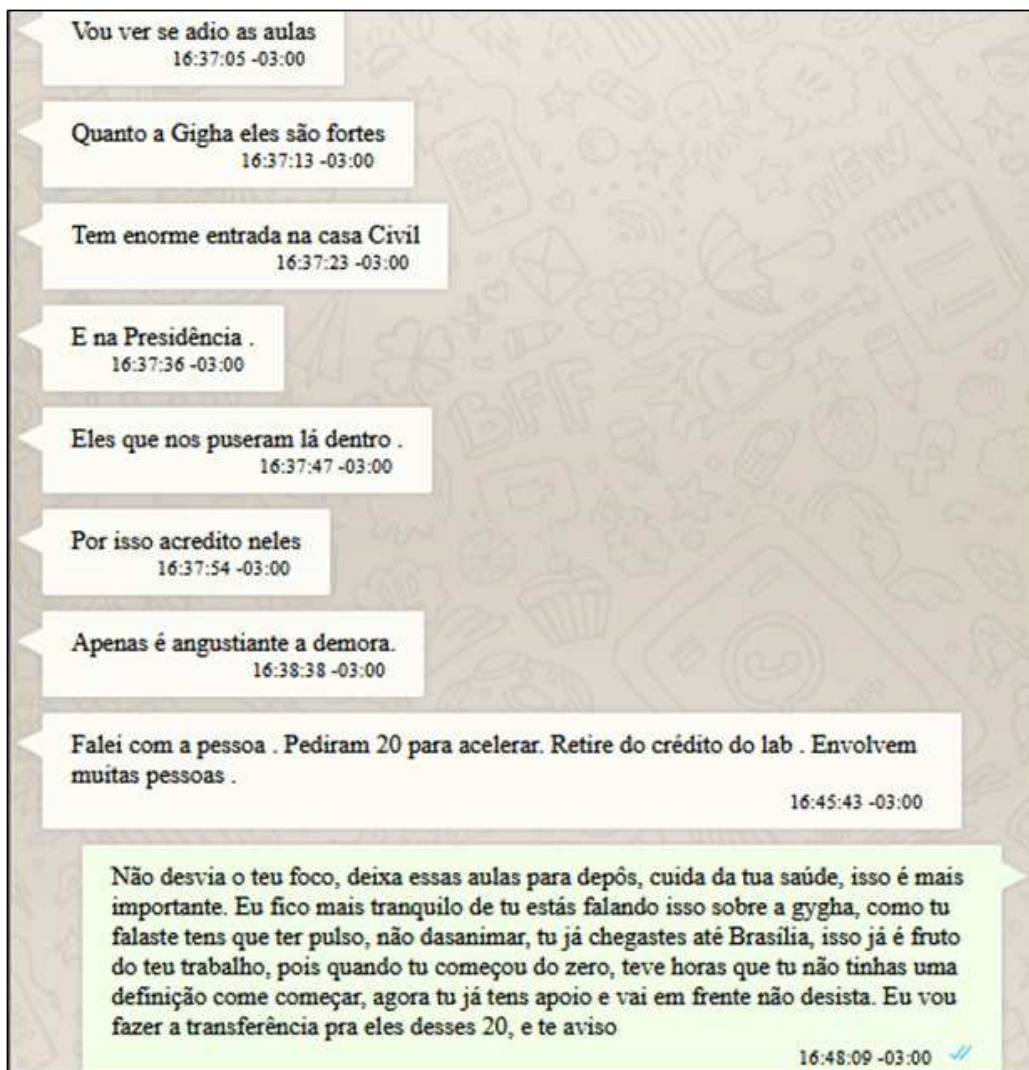 Vou ver se adio as aulas
16:37:05 -03:00
Quanto a Gigha eles são fortes
16:37:13 -03:00
Tem enorme entrada na casa Civil
16:37:23 -03:00
E na Presidência .
16:37:36 -03:00
Eles que nos puseram lá dentro .
16:37:47 -03:00
Por isso acredito neles
16:37:54 -03:00
Apenas é angustiante a demora.
16:38:38 -03:00
Falei com a pessoa . Pediram 20 para acelerar. Retire do crédito do lab . Envolvem
muitas pessoas .
16:45:43 -03:00
Não desvia o teu foco, deixa essas aulas para depôs, cuida da tua saúde, isso é mais
importante. Eu fico mais tranquilo de tu estás falando isso sobre a gygha, como tu
falaste tens que ter pulso, não dasanimar, tu já chegastes até Brasília, isso já é fruto
do teu trabalho, pois quando tu começou do zero, teve horas que tu não tinhas uma
definição come começar, agora tu já tens apoio e vai em frente não desista. Eu vou
fazer a transferência pra eles desses 20, e te aviso
16:48:09 -03:00
NEW
BFF